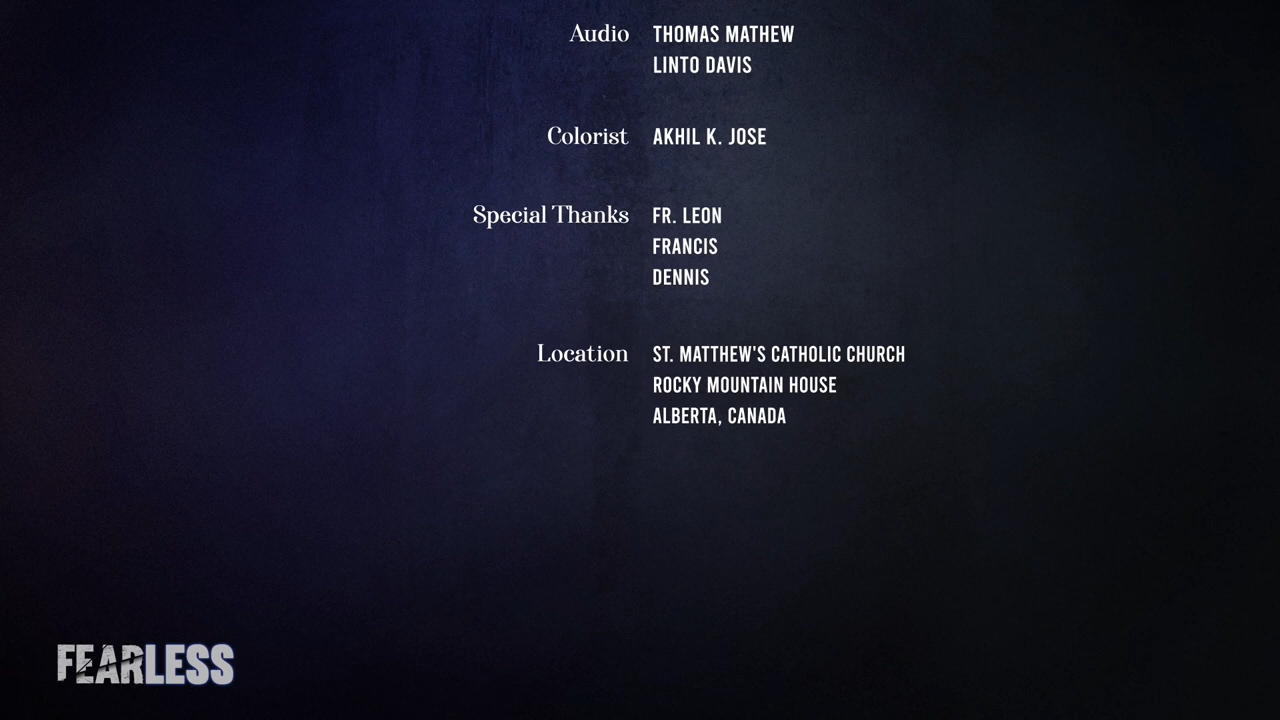 Audio THOMAS MATHEW
LINTO DAVIS
Colorist AKHIL K. JOSE
Special Thanks FR. LEON
FRANCIS
DENNIS
Location ST. MATTHEW'S CATHOLIC CHURCH
ROCKY MOUNTAIN HOUSE
ALBERTA, CANADA
FEARLESS